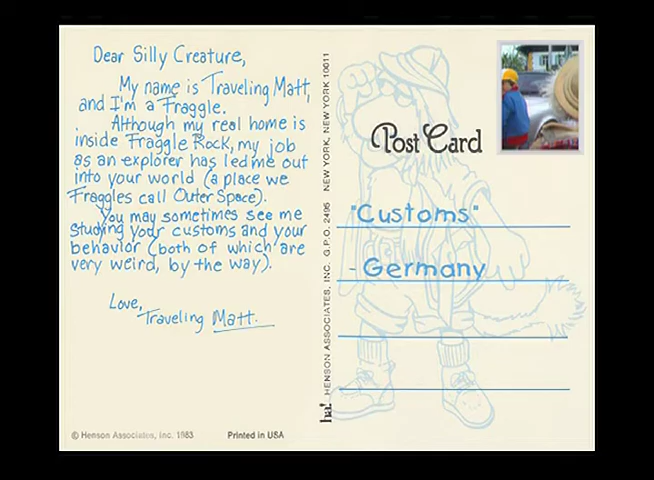 Dear Silly Creature,
My name is Traveling Matt,
and I'm a Fraggle.
Although my real home is
inside Fraggle Rock, my job
as an explorer has led me out
into your world (a place we
Fraggles call Outer Space).
You may sometimes see me
studying your customs and your
behavior (both of which are
very weird, by the way).
Love,
Traveling Matt.
© Henson Associates, Inc. 1983
Printed in USA
ha! HENSON ASSOCIATES, INC. G.P.O. 2495 NEW YORK, NEW YORK 10011
Post Card
"Customs"
- Germany